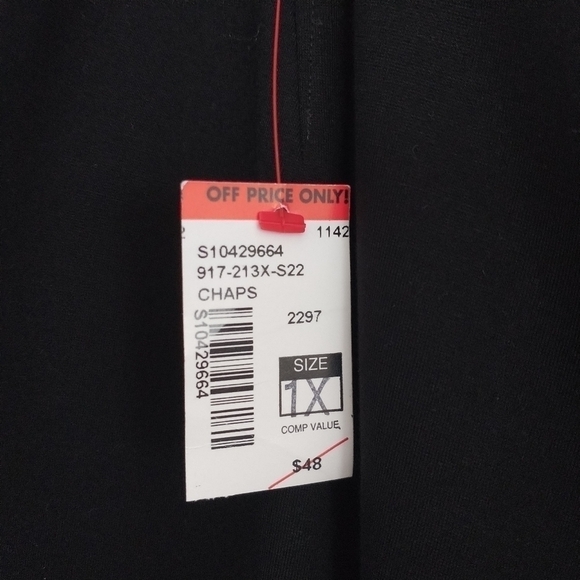 OFF PRICE ONLY!
1142
S10429664
917-213X-S22
CHAPS
S10429664
2297
SIZE
1X
COMP VALUE
$48